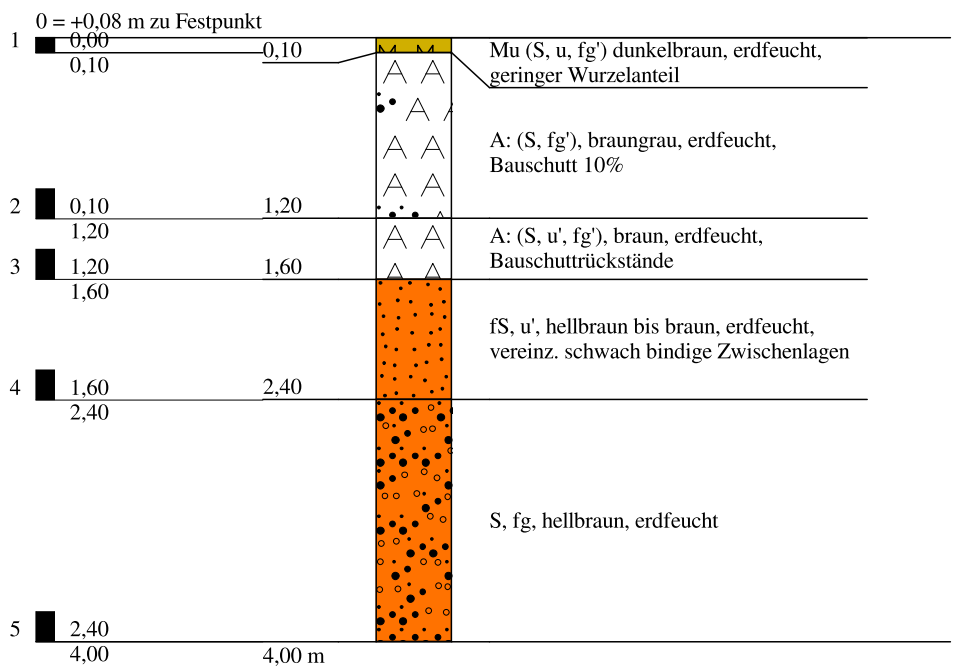 0 = +0,08 m zu Festpunkt
1
0,00
0,10
0,10
Mu (S, u, fg') dunkelbraun, erdfeucht,
geringer Wurzelanteil
M M
A A
A A
A: (S, fg'), braungrau, erdfeucht,
Bauschutt 10%
A A
A A
2
0,10
1,20
1,20
A A
A: (S, u', fg'), braun, erdfeucht,
Bauschuttrückstände
3
1,20
1,60
1,60
A A
fS, u', hellbraun bis braun, erdfeucht,
vereinz. schwach bindige Zwischenlagen
4
1,60
2,40
2,40
S, fg, hellbraun, erdfeucht
5
2,40
4,00
4,00 m